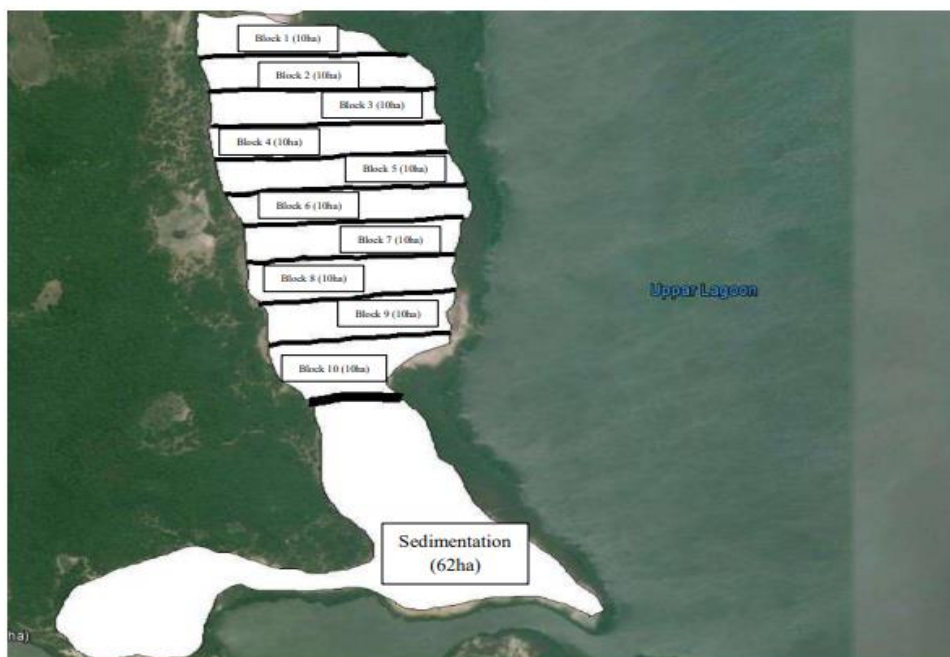 Block 1 (10ha)
Block 2 (10ha)
Block 3 (10ha)
Block 4 (10ha)
Block 5 (10ha)
Block 6 (10ha)
Block 7 (10ha)
Uppar Lagoon
Block 8 (10ha)
Block 9 (10ha)
Block 10 (10ha)
Sedimentation
(62ha)
ha)